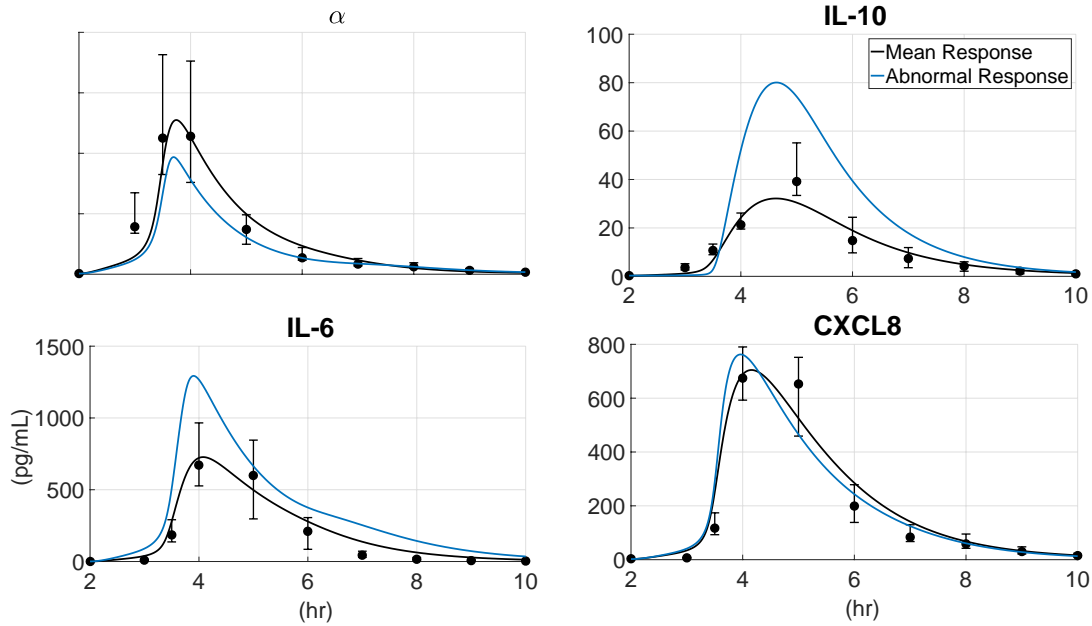 α
IL-10
100
80
60
40
20
0
Mean Response
Abnormal Response
2 4 6 8 10
IL-6
1500
1000
500
0
(pg/mL)
2 4 6 8 10
(hr)
CXCL8
800
600
400
200
0
2 4 6 8 10
(hr)